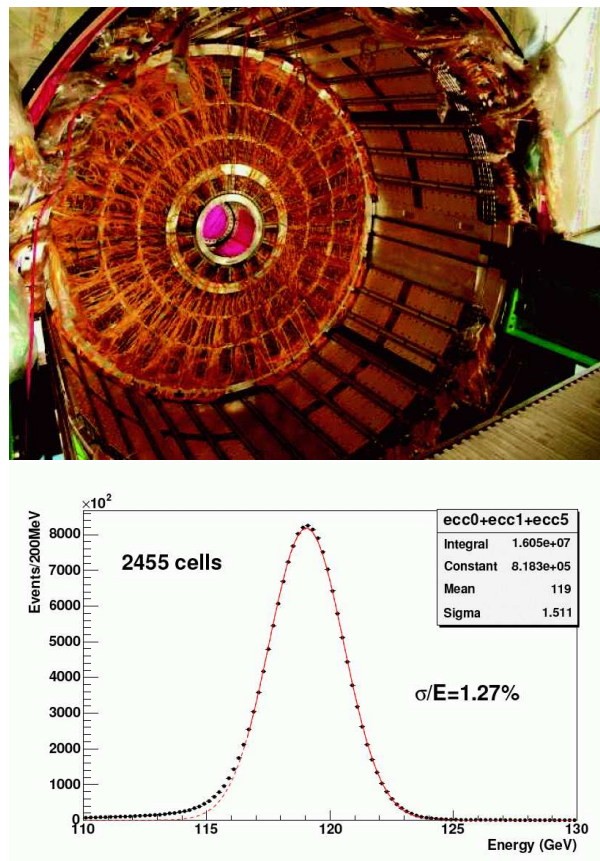 ×10²
Events/200MeV
8000
7000
6000
5000
4000
3000
2000
1000
0
2455 cells
ecc0+ecc1+ecc5
Integral 1.605e+07
Constant 8.183e+05
Mean 119
Sigma 1.511
σ/E=1.27%
110 115 120 125 130
Energy (GeV)